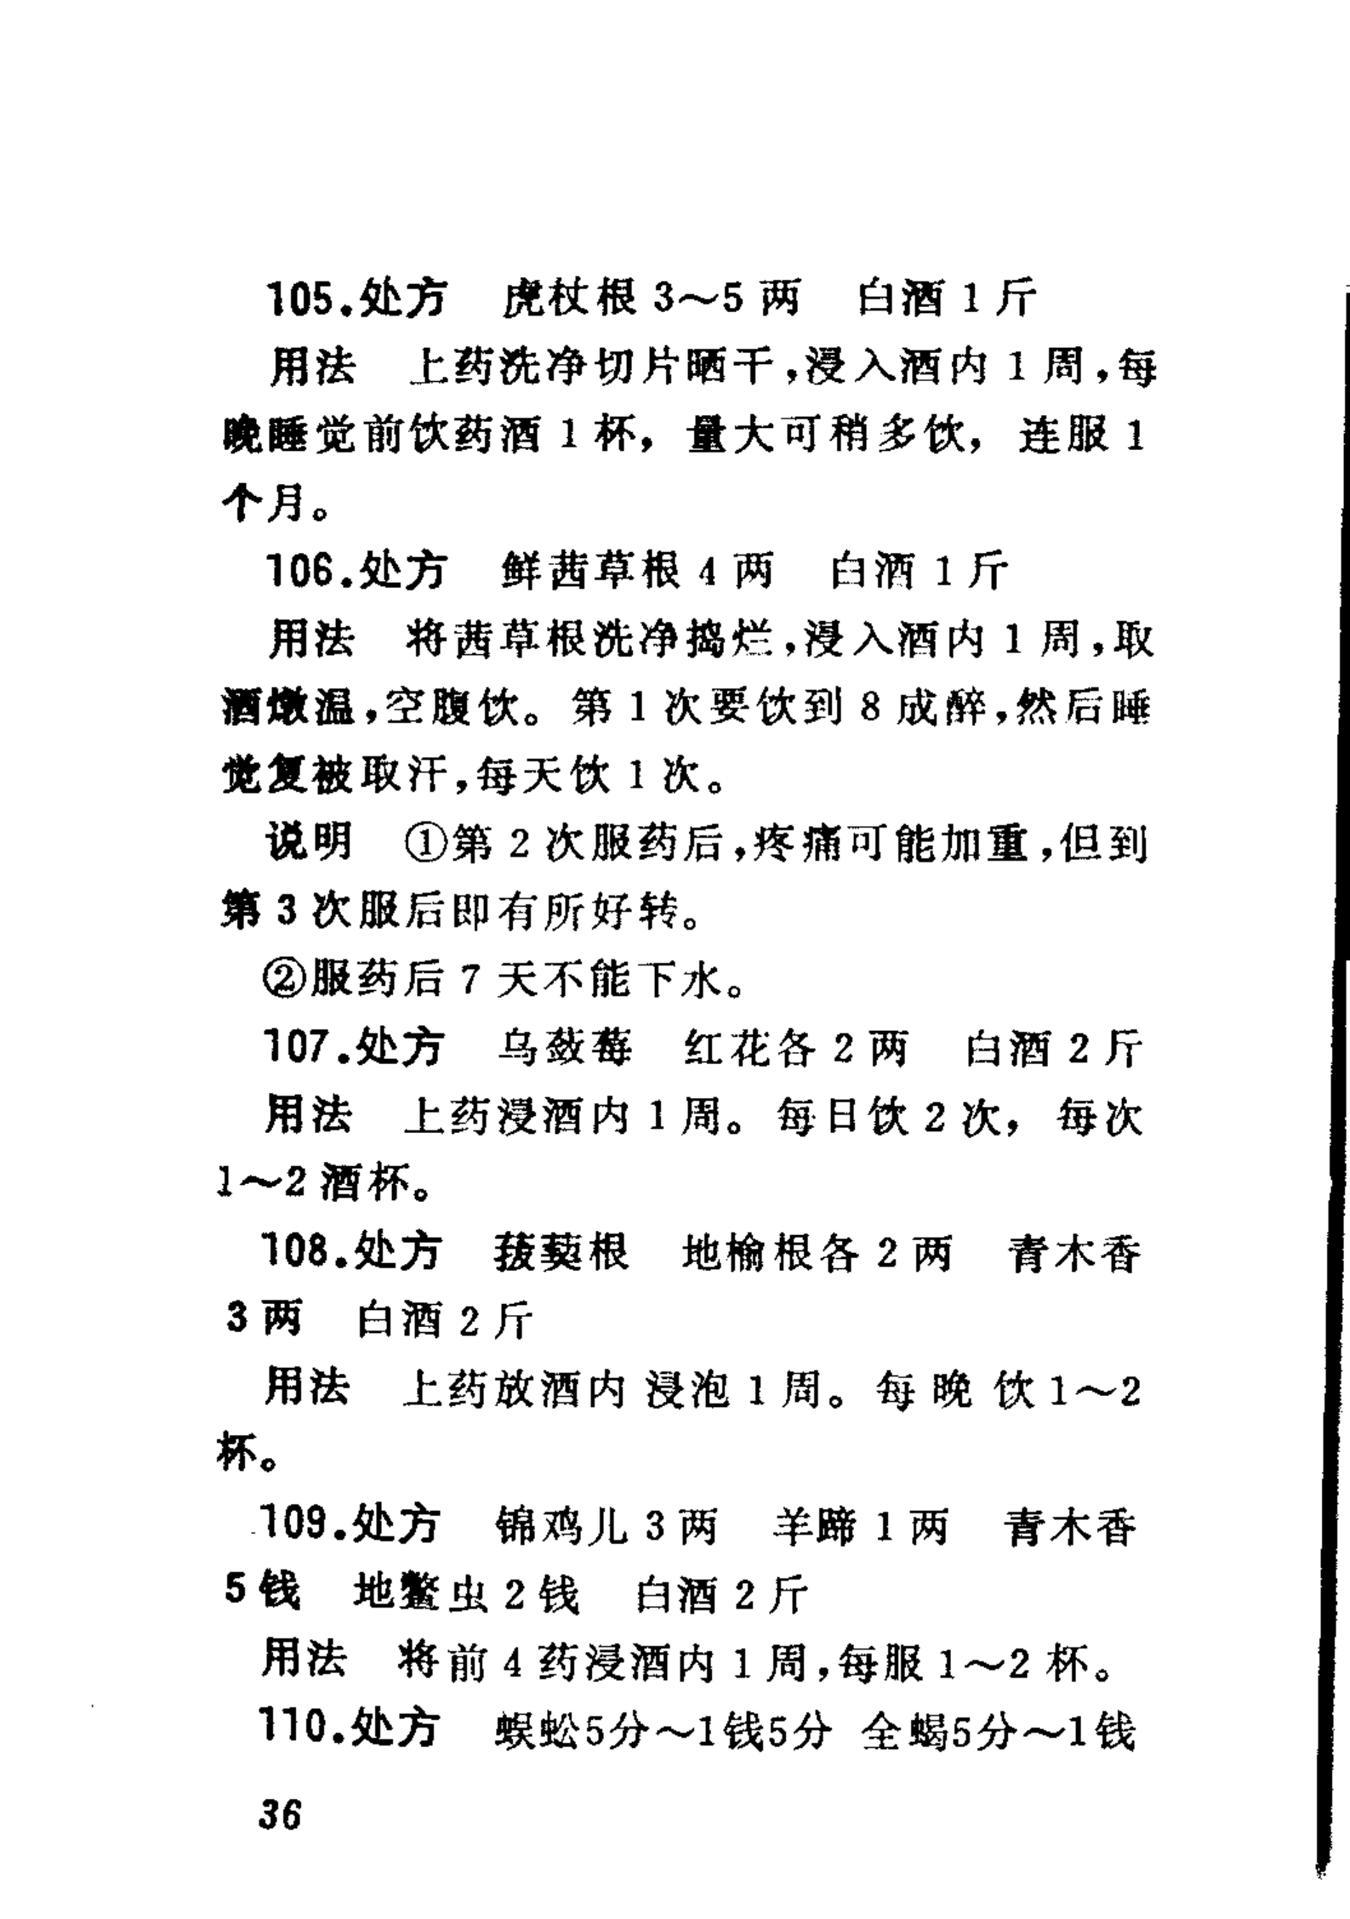 105.处方　虎杖根3～5两　白酒1斤
用法　上药洗净切片晒干，浸入酒内1周，每
晚睡觉前饮药酒1杯，量大可稍多饮，连服1
个月。
106.处方　鲜茜草根4两　白酒1斤
用法　将茜草根洗净捣烂，浸入酒内1周，取
酒燉温，空腹饮。第1次要饮到8成醉，然后睡
觉复被取汗，每天饮1次。
说明　①第2次服药后，疼痛可能加重，但到
第3次服后即有所好转。
②服药后7天不能下水。
107.处方　乌蔹莓　红花各2两　白酒2斤
用法　上药浸酒内1周。每日饮2次，每次
1～2酒杯。
108.处方　菝葜根　地榆根各2两　青木香
3两　白酒2斤
用法　上药放酒内浸泡1周。每晚饮1～2
杯。
109.处方　锦鸡儿3两　羊蹄1两　青木香
5钱　地鳖虫2钱　白酒2斤
用法　将前4药浸酒内1周，每服1～2杯。
110.处方　蜈蚣5分～1钱5分　全蝎5分～1钱
36